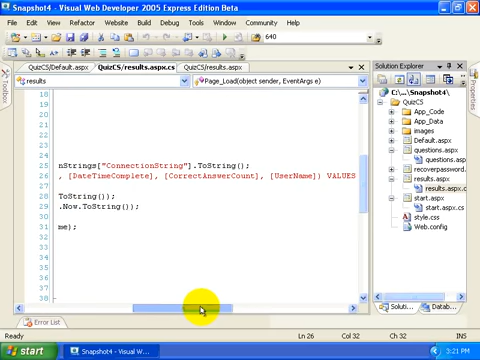 Snapshot4 - Visual Web Developer 2005 Express Edition Beta
File Edit View Refactor Website Build Debug Tools Window Community Help
640
QuizCS/Default.aspx QuizCS/results.aspx.cs QuizCS/results.aspx
results Page_Load(object sender, EventArgs e)
Toolbox
18
19
20
21
22
23
24
25 nStrings["ConnectionString"].ToString();
26 , [DateTimeComplete], [CorrectAnswerCount], [UserName]) VALUES
27
28 ToString());
29 .Now.ToString());
30
31 me);
32
33
34
35
36
37
38
Solution Explorer
C:\...\Snapshot4\
QuizCS
App_Code
App_Data
images
Default.aspx
questions.aspx
questions.asp
recoverpassword.
results.aspx
results.aspx.c
start.aspx
start.aspx.cs
style.css
Web.config
Soluti... Datab...
Properties
Error List
Ready Ln 26 Col 32 Ch 32 INS
start Snapshot4 - Visual W... 3:21 PM